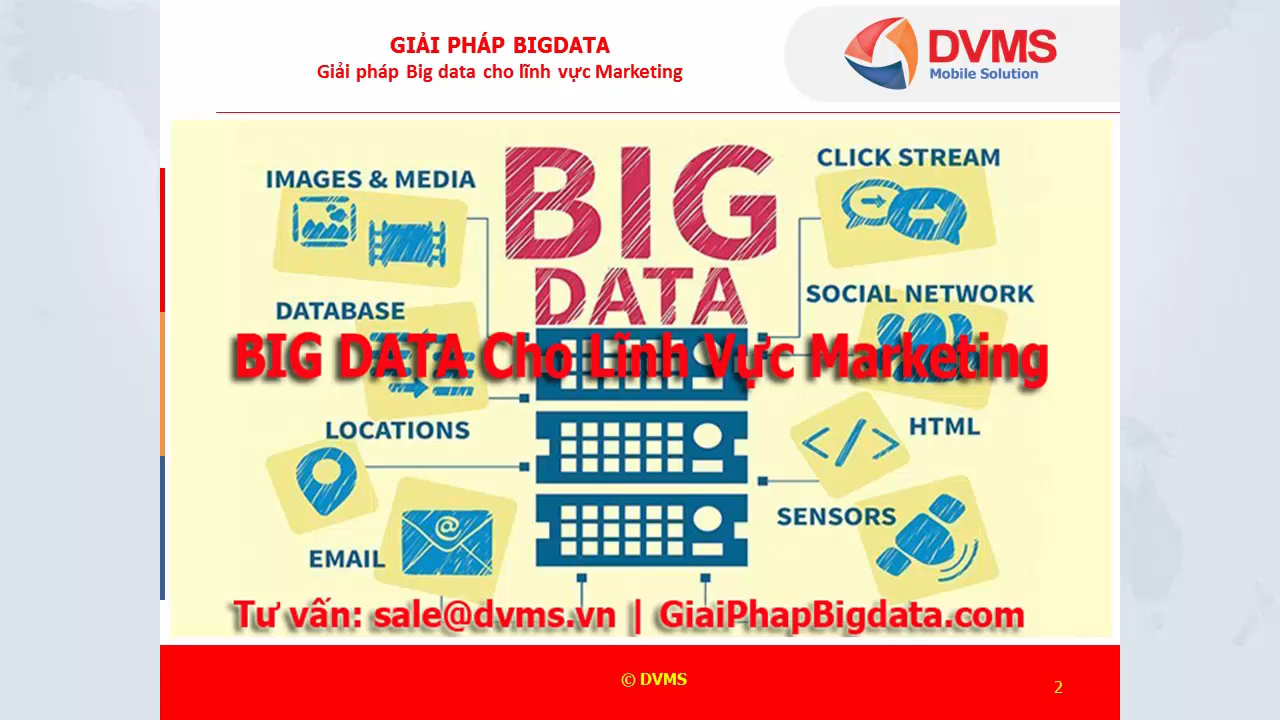 GIẢI PHÁP BIGDATA
Giải pháp Big data cho lĩnh vực Marketing
DVMS
Mobile Solution
BIG
DATA
IMAGES & MEDIA
CLICK STREAM
DATABASE
SOCIAL NETWORK
BIG DATA Cho Lĩnh Vực Marketing
LOCATIONS
HTML
SENSORS
EMAIL
@
Tư vấn: sale@dvms.vn | GiaiPhapBigdata.com
© DVMS
2